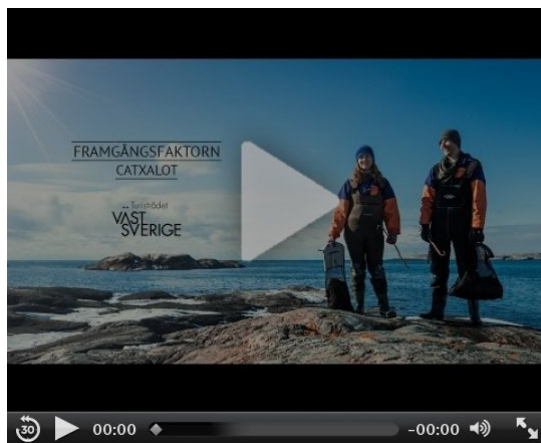 FRAMGÅNGSFAKTORN
CATXALOT
Turistrådet
VÄST
SVERIGE
30
00:00
-00:00